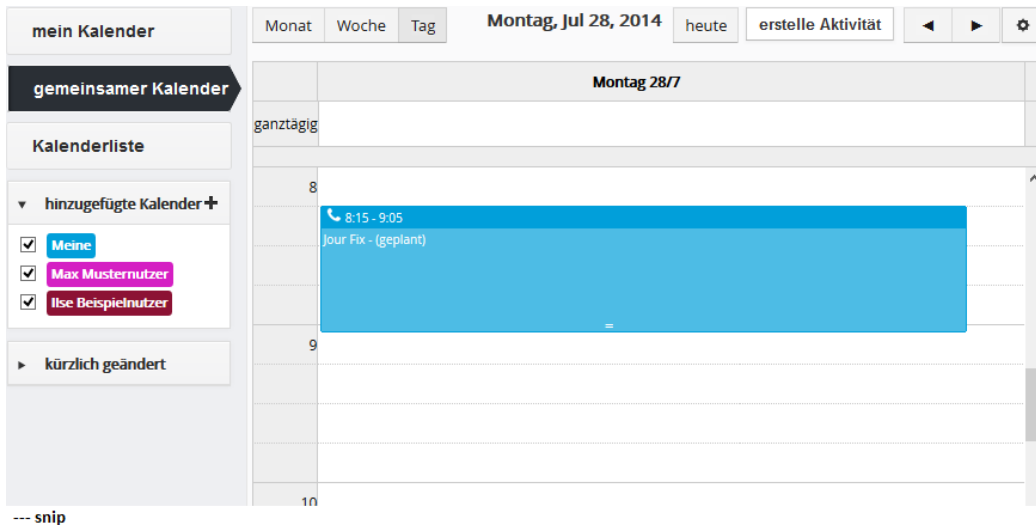 mein Kalender
gemeinsamer Kalender
Kalenderliste
hinzugefügte Kalender
Meine
Max Musternutzer
Ilse Beispielnutzer
kürzlich geändert
Monat Woche Tag Montag, Jul 28, 2014 heute erstelle Aktivität
Montag 28/7
ganztägig
8
8:15 - 9:05
Jour Fix - (geplant)
9
10
--- snip